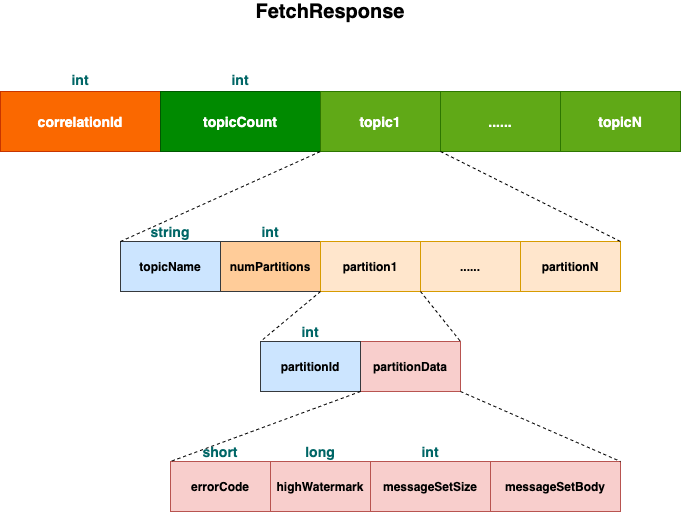 FetchResponse
int int
correlationId topicCount topic1 ...... topicN
string int
topicName numPartitions partition1 ...... partitionN
int
partitionId partitionData
short long int
errorCode highWatermark messageSetSize messageSetBody